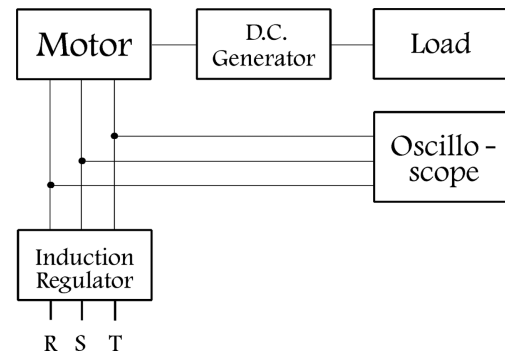 Motor
D.C.
Generator
Load
Oscillo -
scope
Induction
Regulator
R S T